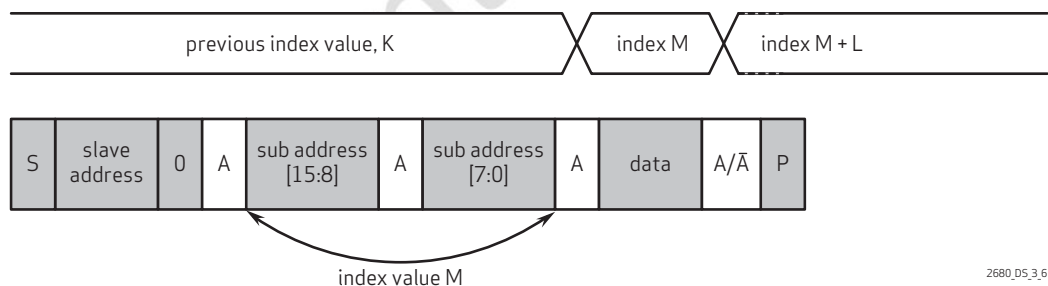 previous index value, K
index M
index M + L
S
slave
address
0
A
sub address
[15:8]
A
sub address
[7:0]
A
data
A/Ā
P
index value M
2680_DS_3_6